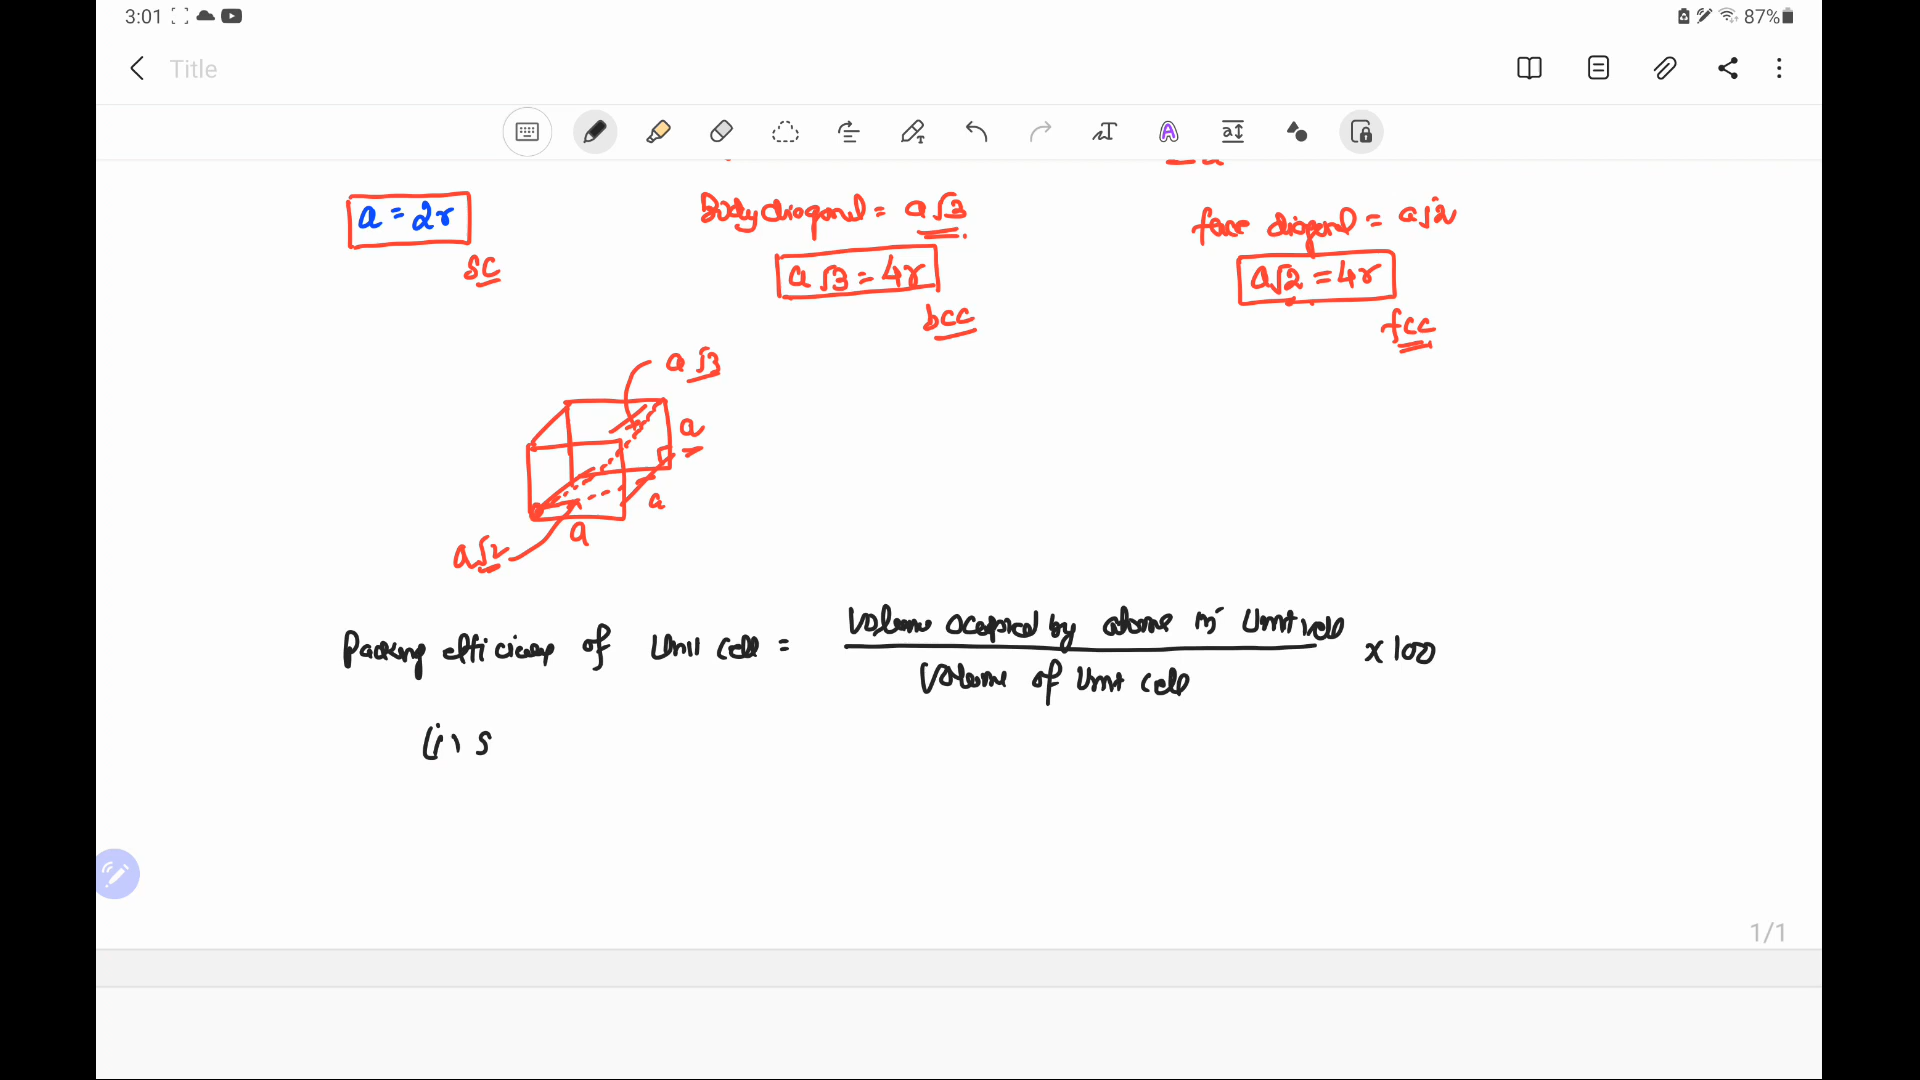 3:01
87%
Title
a = 2r
sc
Body diagonal = a√3
a√3 = 4r
bcc
face diagonal = a√2
a√2 = 4r
fcc
a√3
a
a
a
a√2
Packing efficiency of Unit cell = Volume occupied by atoms in Unit cell
x 100
Volume of Unit cell
(i) S
1/1